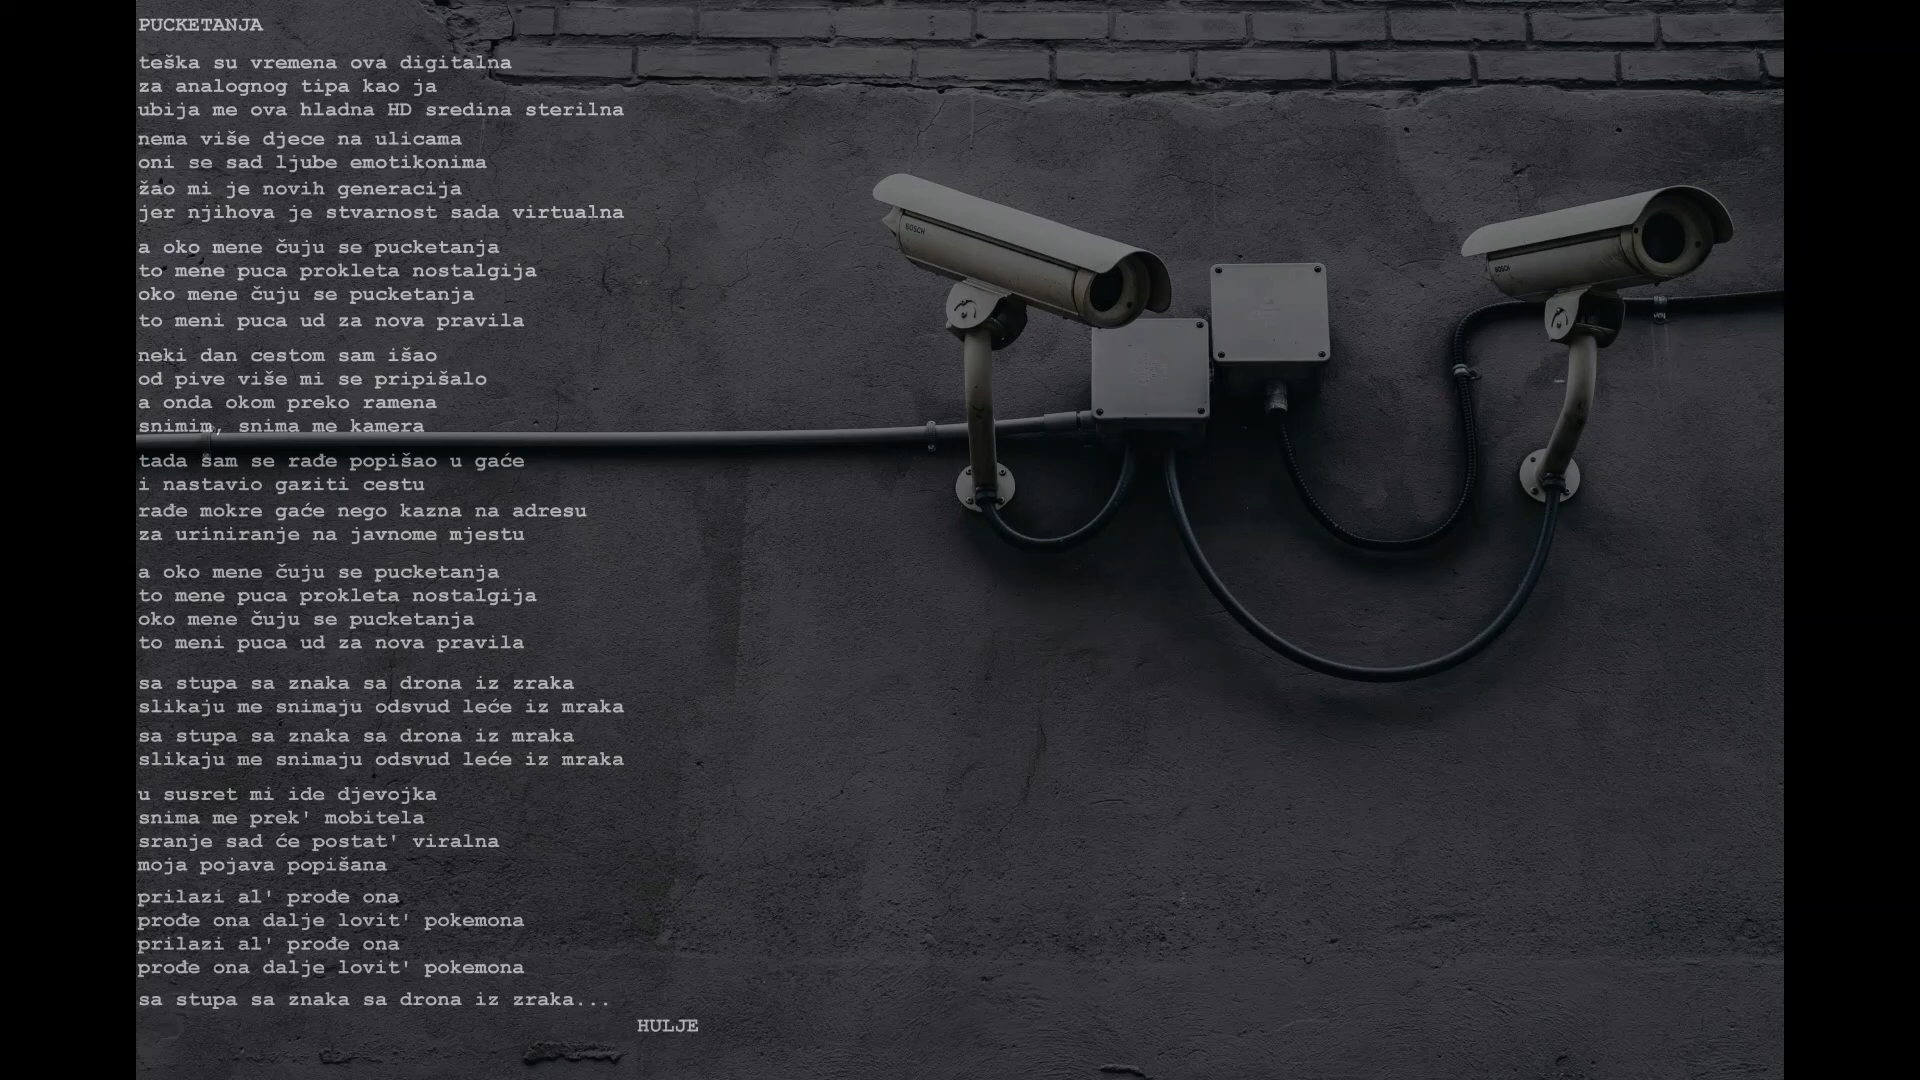 PUCKETANJA
teška su vremena ova digitalna
za analognog tipa kao ja
ubija me ova hladna HD sredina sterilna
nema više djece na ulicama
oni se sad ljube emotikonima
žao mi je novih generacija
jer njihova je stvarnost sada virtualna
a oko mene čuju se pucketanja
to mene puca prokleta nostalgija
oko mene čuju se pucketanja
to meni puca ud za nova pravila
neki dan cestom sam išao
od pive više mi se pripišalo
a onda okom preko ramena
snimim, snima me kamera
tada sam se rađe popišao u gaće
i nastavio gaziti cestu
rađe mokre gaće nego kazna na adresu
za uriniranje na javnome mjestu
a oko mene čuju se pucketanja
to mene puca prokleta nostalgija
oko mene čuju se pucketanja
to meni puca ud za nova pravila
sa stupa sa znaka sa drona iz zraka
slikaju me snimaju odsvud leće iz mraka
sa stupa sa znaka sa drona iz mraka
slikaju me snimaju odsvud leće iz mraka
u susret mi ide djevojka
snima me prek' mobitela
sranje sad će postat' viralna
moja pojava popišana
prilazi al' prođe ona
prođe ona dalje lovit' pokemona
prilazi al' prođe ona
prođe ona dalje lovit' pokemona
sa stupa sa znaka sa drona iz zraka...
HULJE
BOSCH
BOSCH